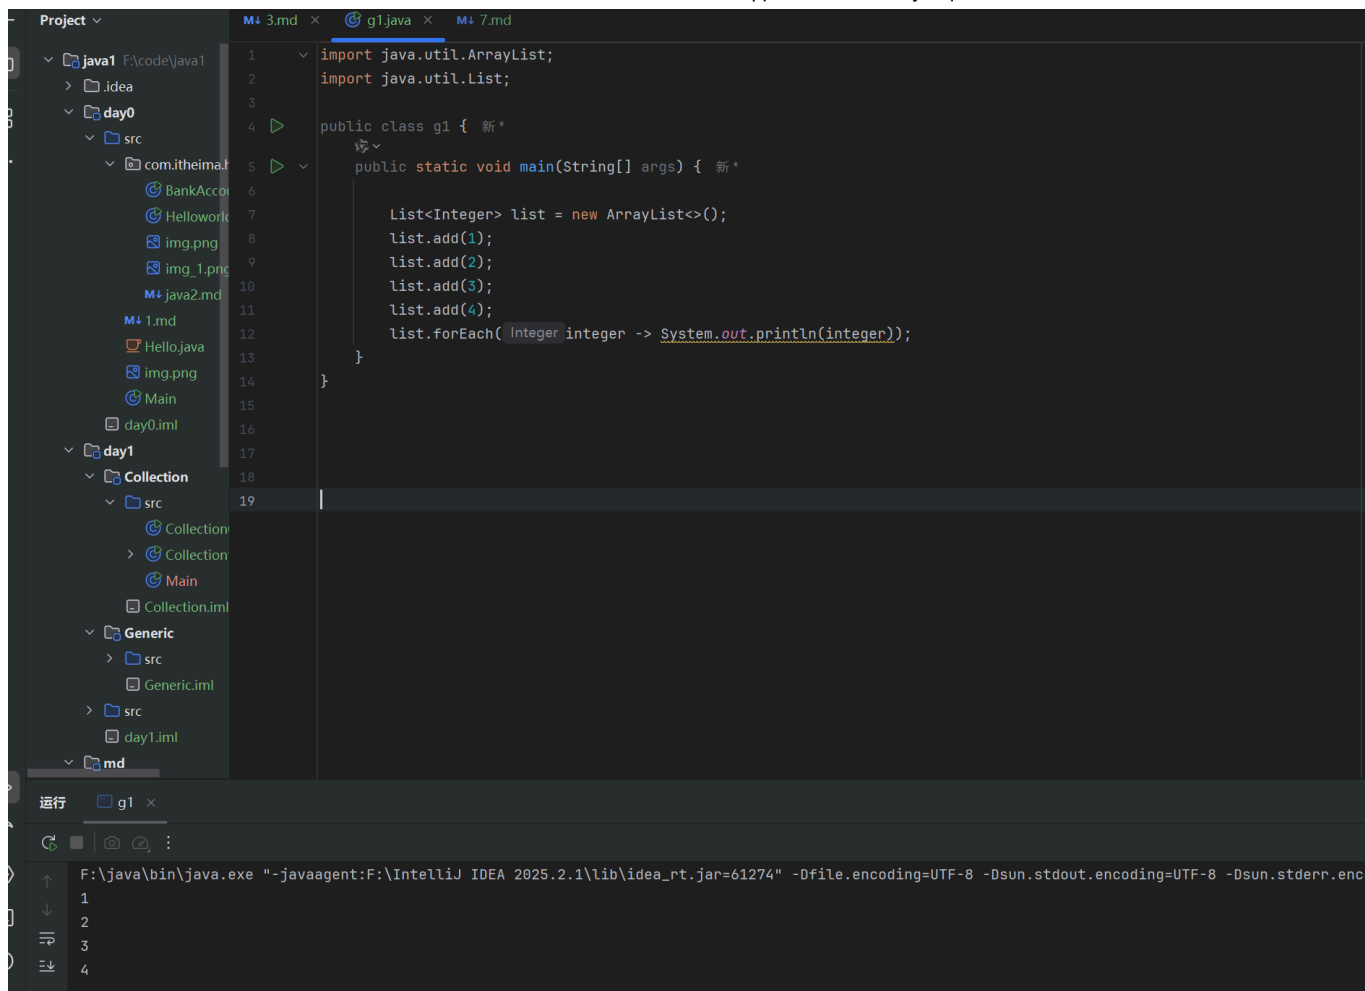 Project
M↓ 3.md × g1.java × M↓ 7.md
java1 F:\code\java1
.idea
day0
src
com.itheima.h
BankAccou
Helloworld
img.png
img_1.png
M↓ java2.md
M↓ 1.md
Hello.java
img.png
Main
day0.iml
day1
Collection
src
Collection
Collection
Main
Collection.iml
Generic
src
Generic.iml
src
day1.iml
md
1 import java.util.ArrayList;
2 import java.util.List;
3
4 public class g1 { 新 *
5 public static void main(String[] args) { 新 *
6
7 List<Integer> list = new ArrayList<>();
8 list.add(1);
9 list.add(2);
10 list.add(3);
11 list.add(4);
12 list.forEach( Integer integer -> System.out.println(integer));
13 }
14 }
15
16
17
18
19
运行 g1 ×
F:\java\bin\java.exe "-javaagent:F:\IntelliJ IDEA 2025.2.1\lib\idea_rt.jar=61274" -Dfile.encoding=UTF-8 -Dsun.stdout.encoding=UTF-8 -Dsun.stderr.enc
1
2
3
4